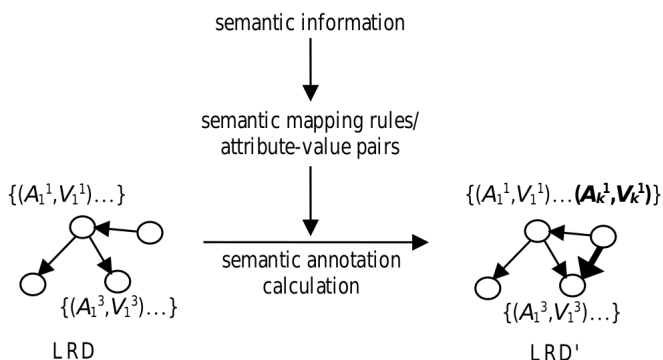 semantic information
semantic mapping rules/
attribute-value pairs
{(A₁¹,V₁¹)...}
{(A₁¹,V₁¹)...(Aₖ¹,Vₖ¹)}
semantic annotation
calculation
{(A₁³,V₁³)...}
{(A₁³,V₁³)...}
LRD
LRD'